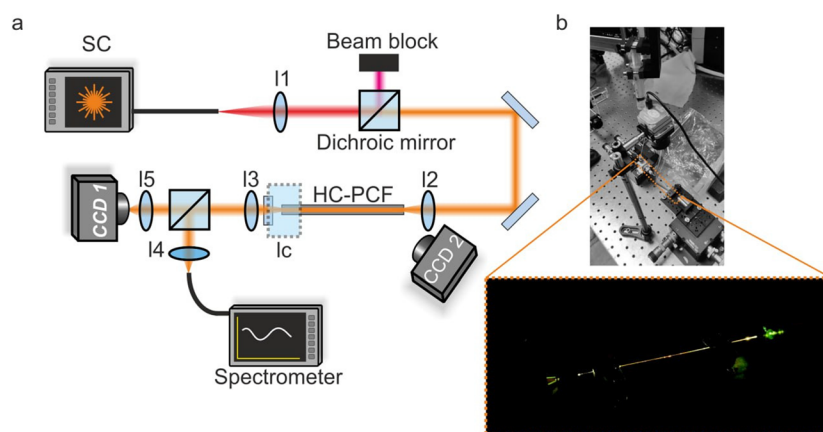 a
b
SC
Beam block
l1
Dichroic mirror
CCD 1
l5
l3
HC-PCF
l2
l4
lc
CCD 2
Spectrometer